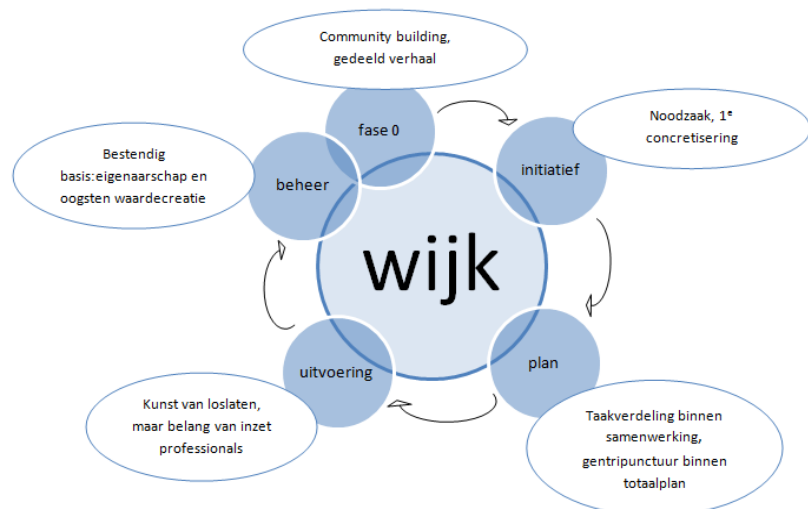 Community building,
gedeeld verhaal
fase 0
Noodzaak, 1e
concretisering
initiatief
Bestendig
basis:eigenaarschap en
oogsten waardecreatie
beheer
wijk
plan
uitvoering
Kunst van loslaten,
maar belang van inzet
professionals
Taakverdeling binnen
samenwerking,
gentripunctuur binnen
totaalplan